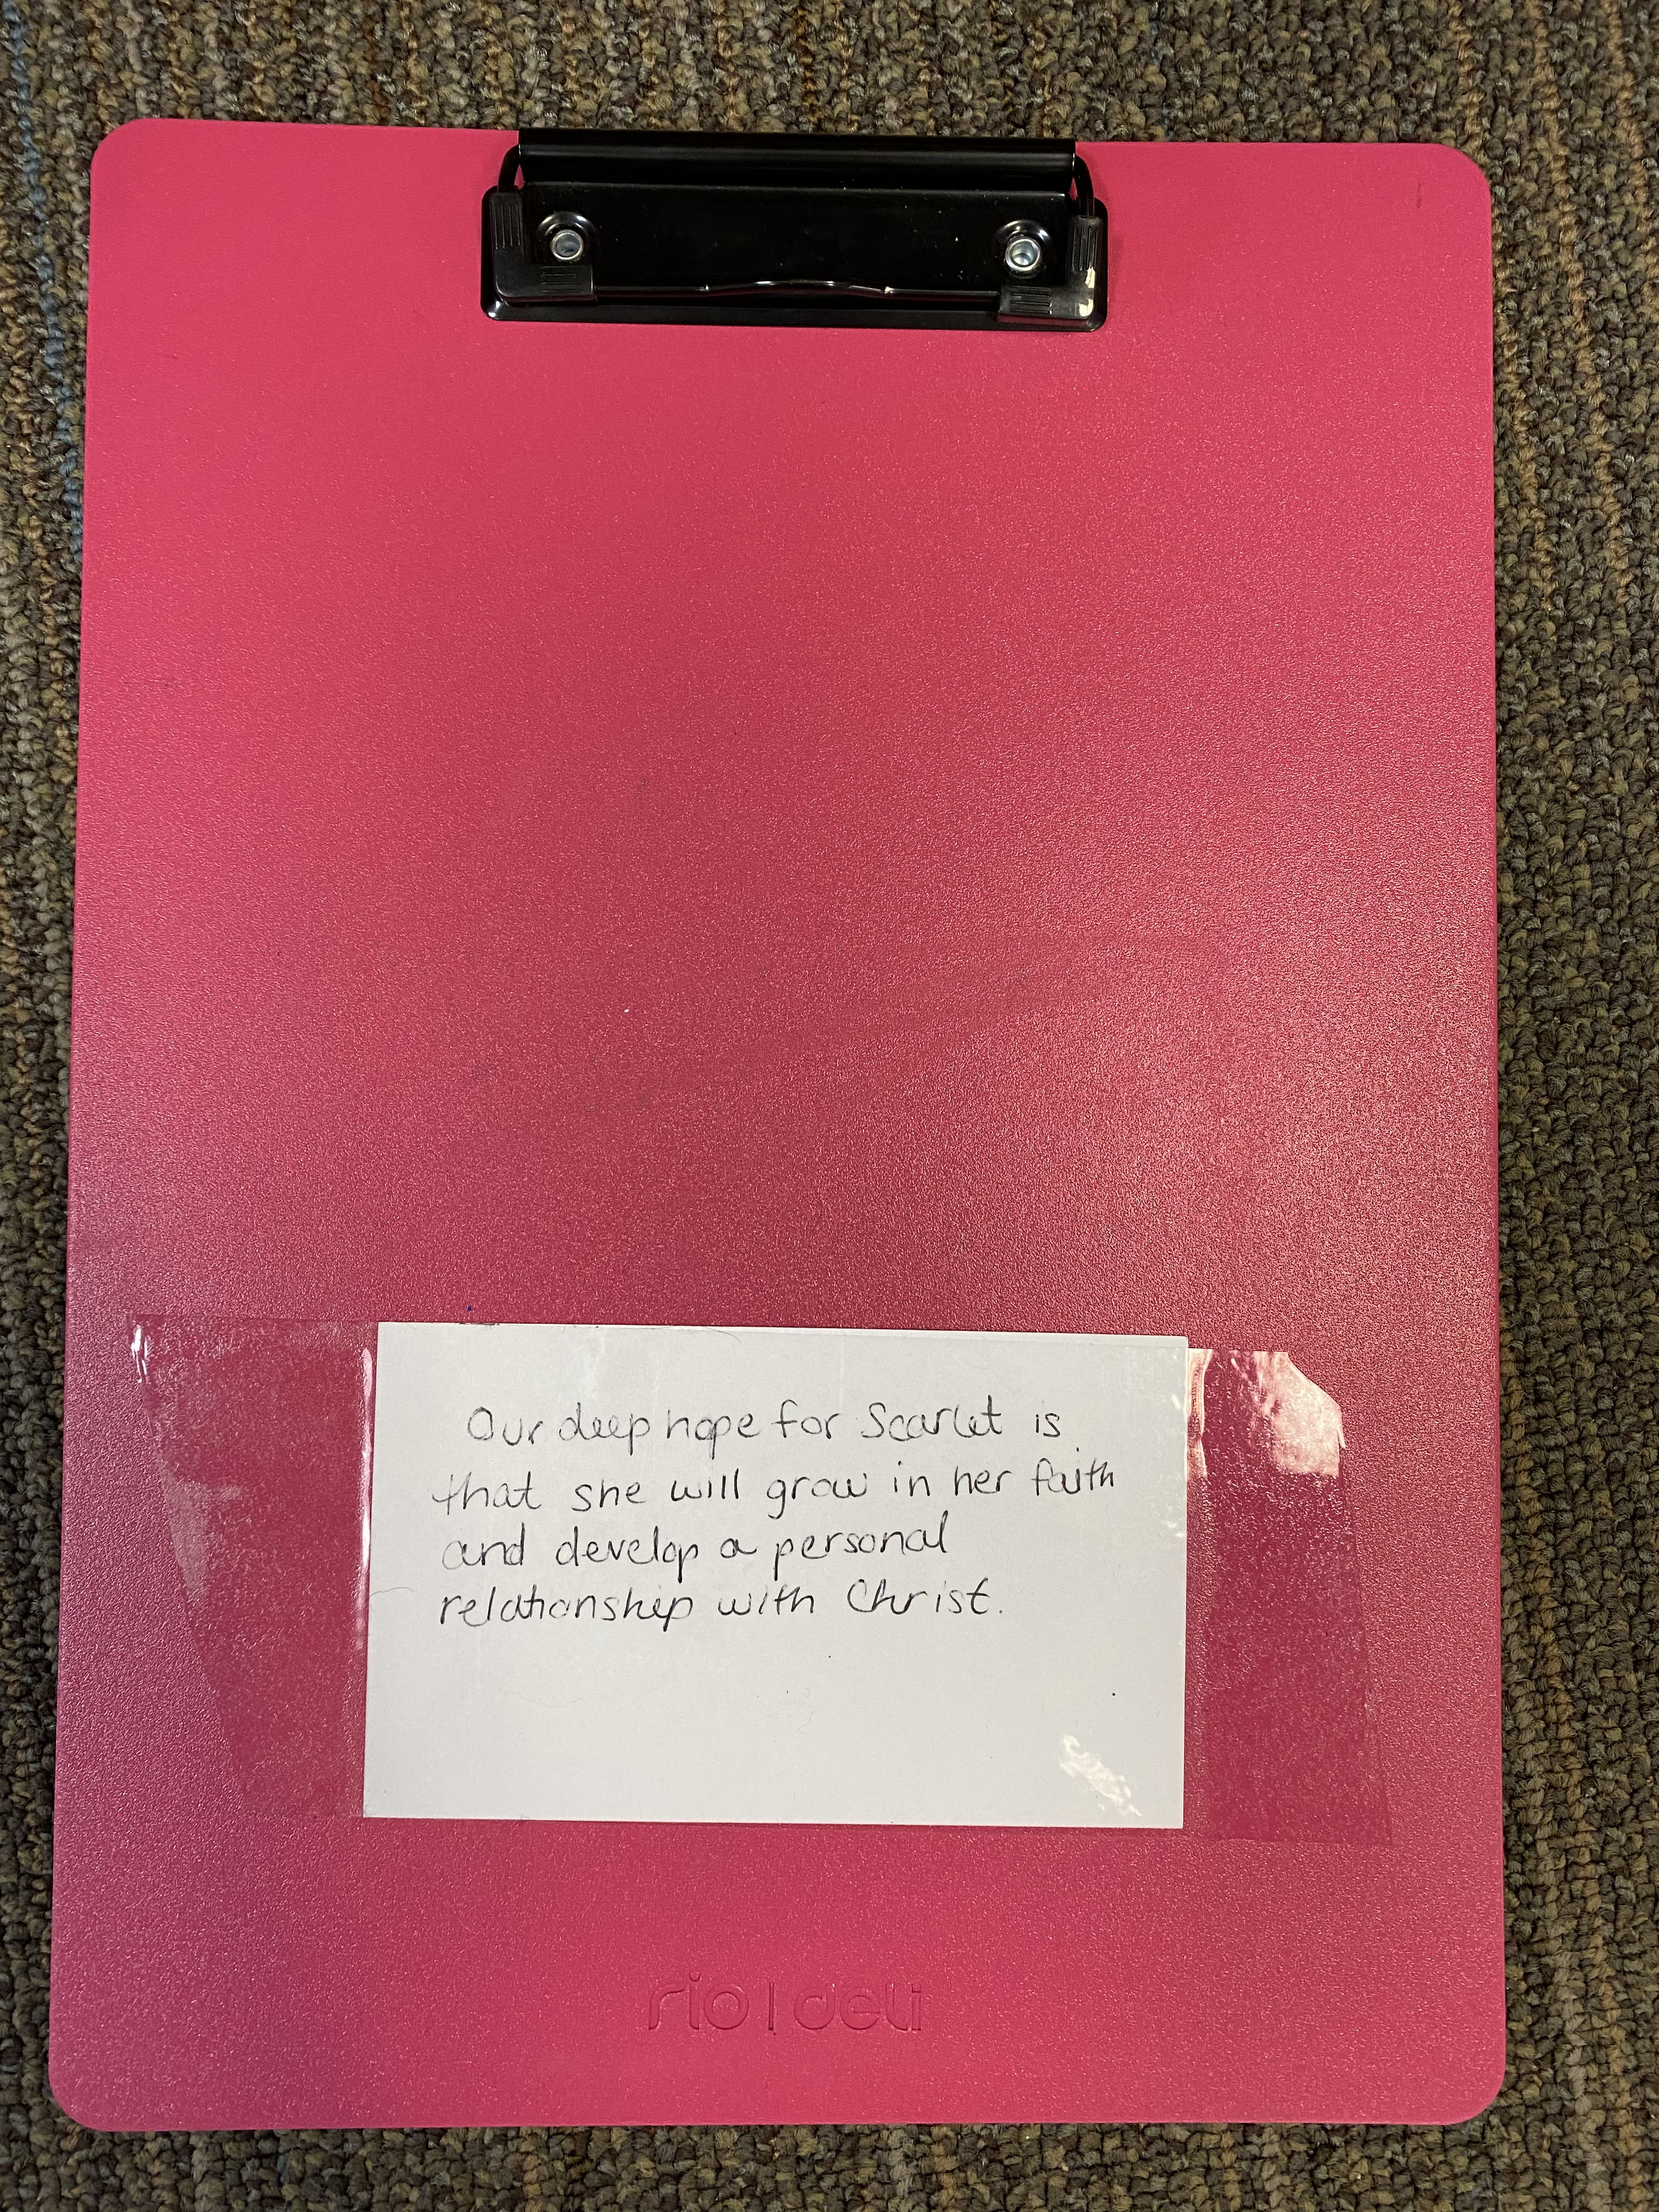 Our deep hope for Scarlet is
that she will grow in her faith
and develop a personal
relationship with Christ.
rio | deli